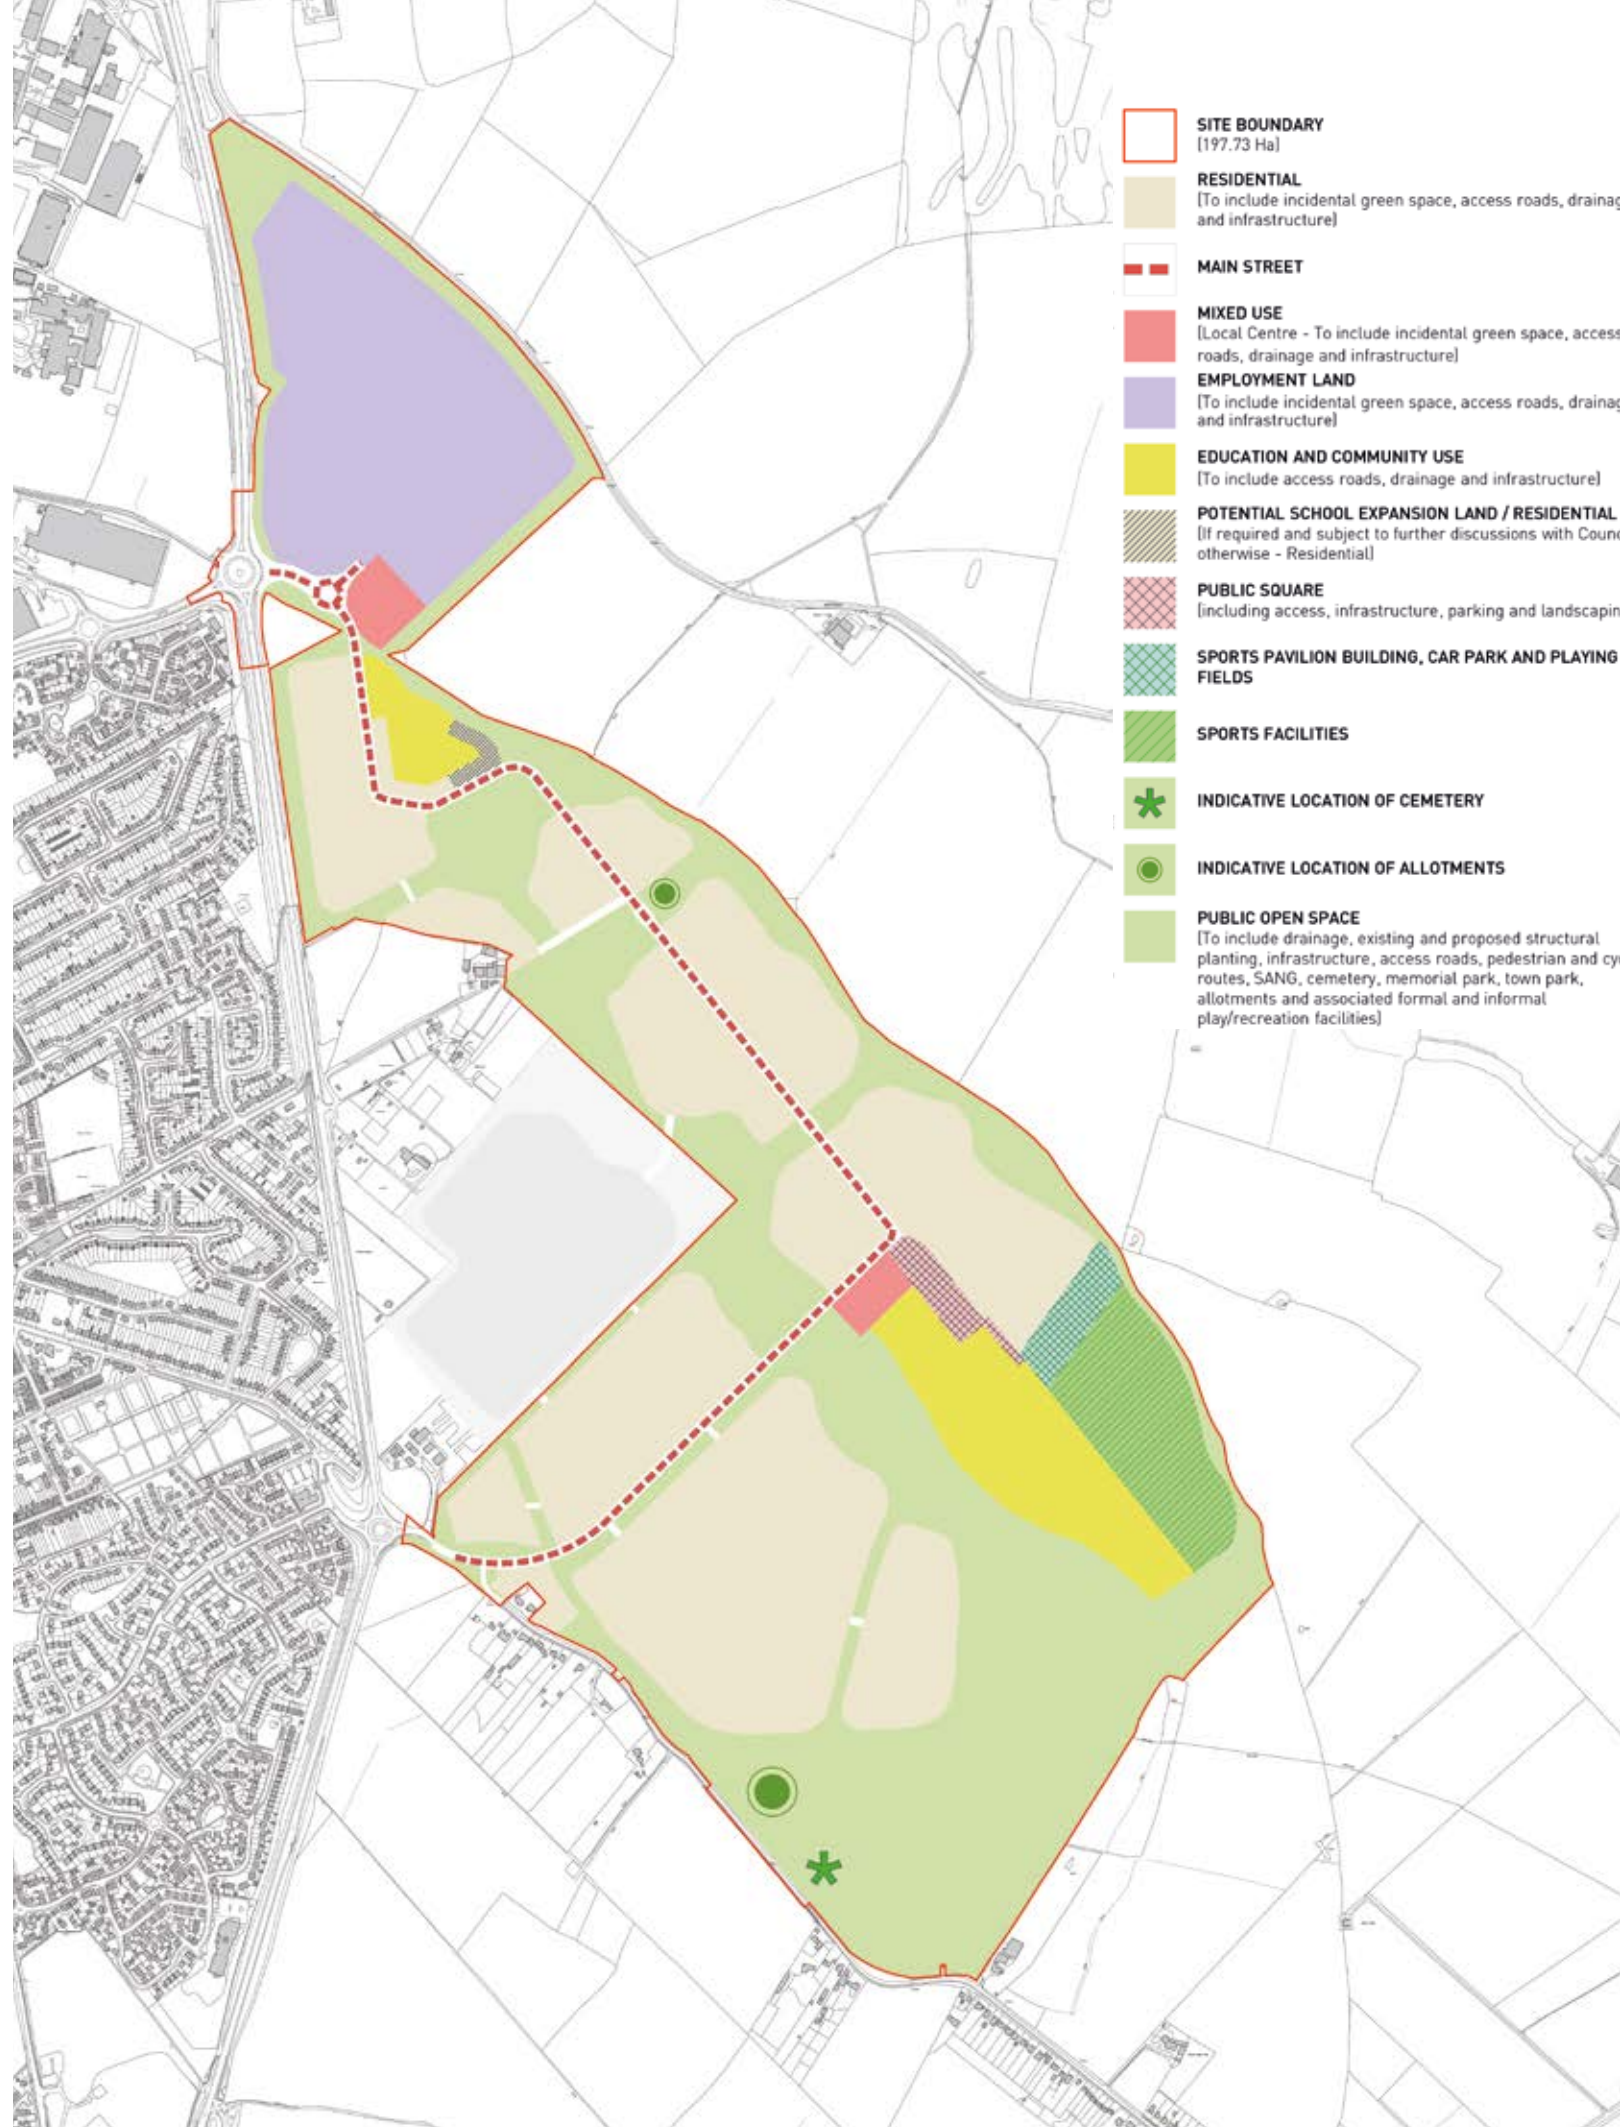 SITE BOUNDARY
[197.73 Ha]
RESIDENTIAL
[To include incidental green space, access roads, drainag
and infrastructure]
MAIN STREET
MIXED USE
[Local Centre - To include incidental green space, access
roads, drainage and infrastructure]
EMPLOYMENT LAND
[To include incidental green space, access roads, drainag
and infrastructure]
EDUCATION AND COMMUNITY USE
[To include access roads, drainage and infrastructure]
POTENTIAL SCHOOL EXPANSION LAND / RESIDENTIAL
[If required and subject to further discussions with Counc
otherwise - Residential]
PUBLIC SQUARE
[including access, infrastructure, parking and landscapin
SPORTS PAVILION BUILDING, CAR PARK AND PLAYING
FIELDS
SPORTS FACILITIES
INDICATIVE LOCATION OF CEMETERY
INDICATIVE LOCATION OF ALLOTMENTS
PUBLIC OPEN SPACE
[To include drainage, existing and proposed structural
planting, infrastructure, access roads, pedestrian and cy
routes, SANG, cemetery, memorial park, town park,
allotments and associated formal and informal
play/recreation facilities]